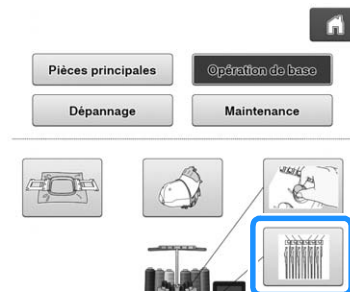 Pièces principales
Opération de base
Dépannage
Maintenance